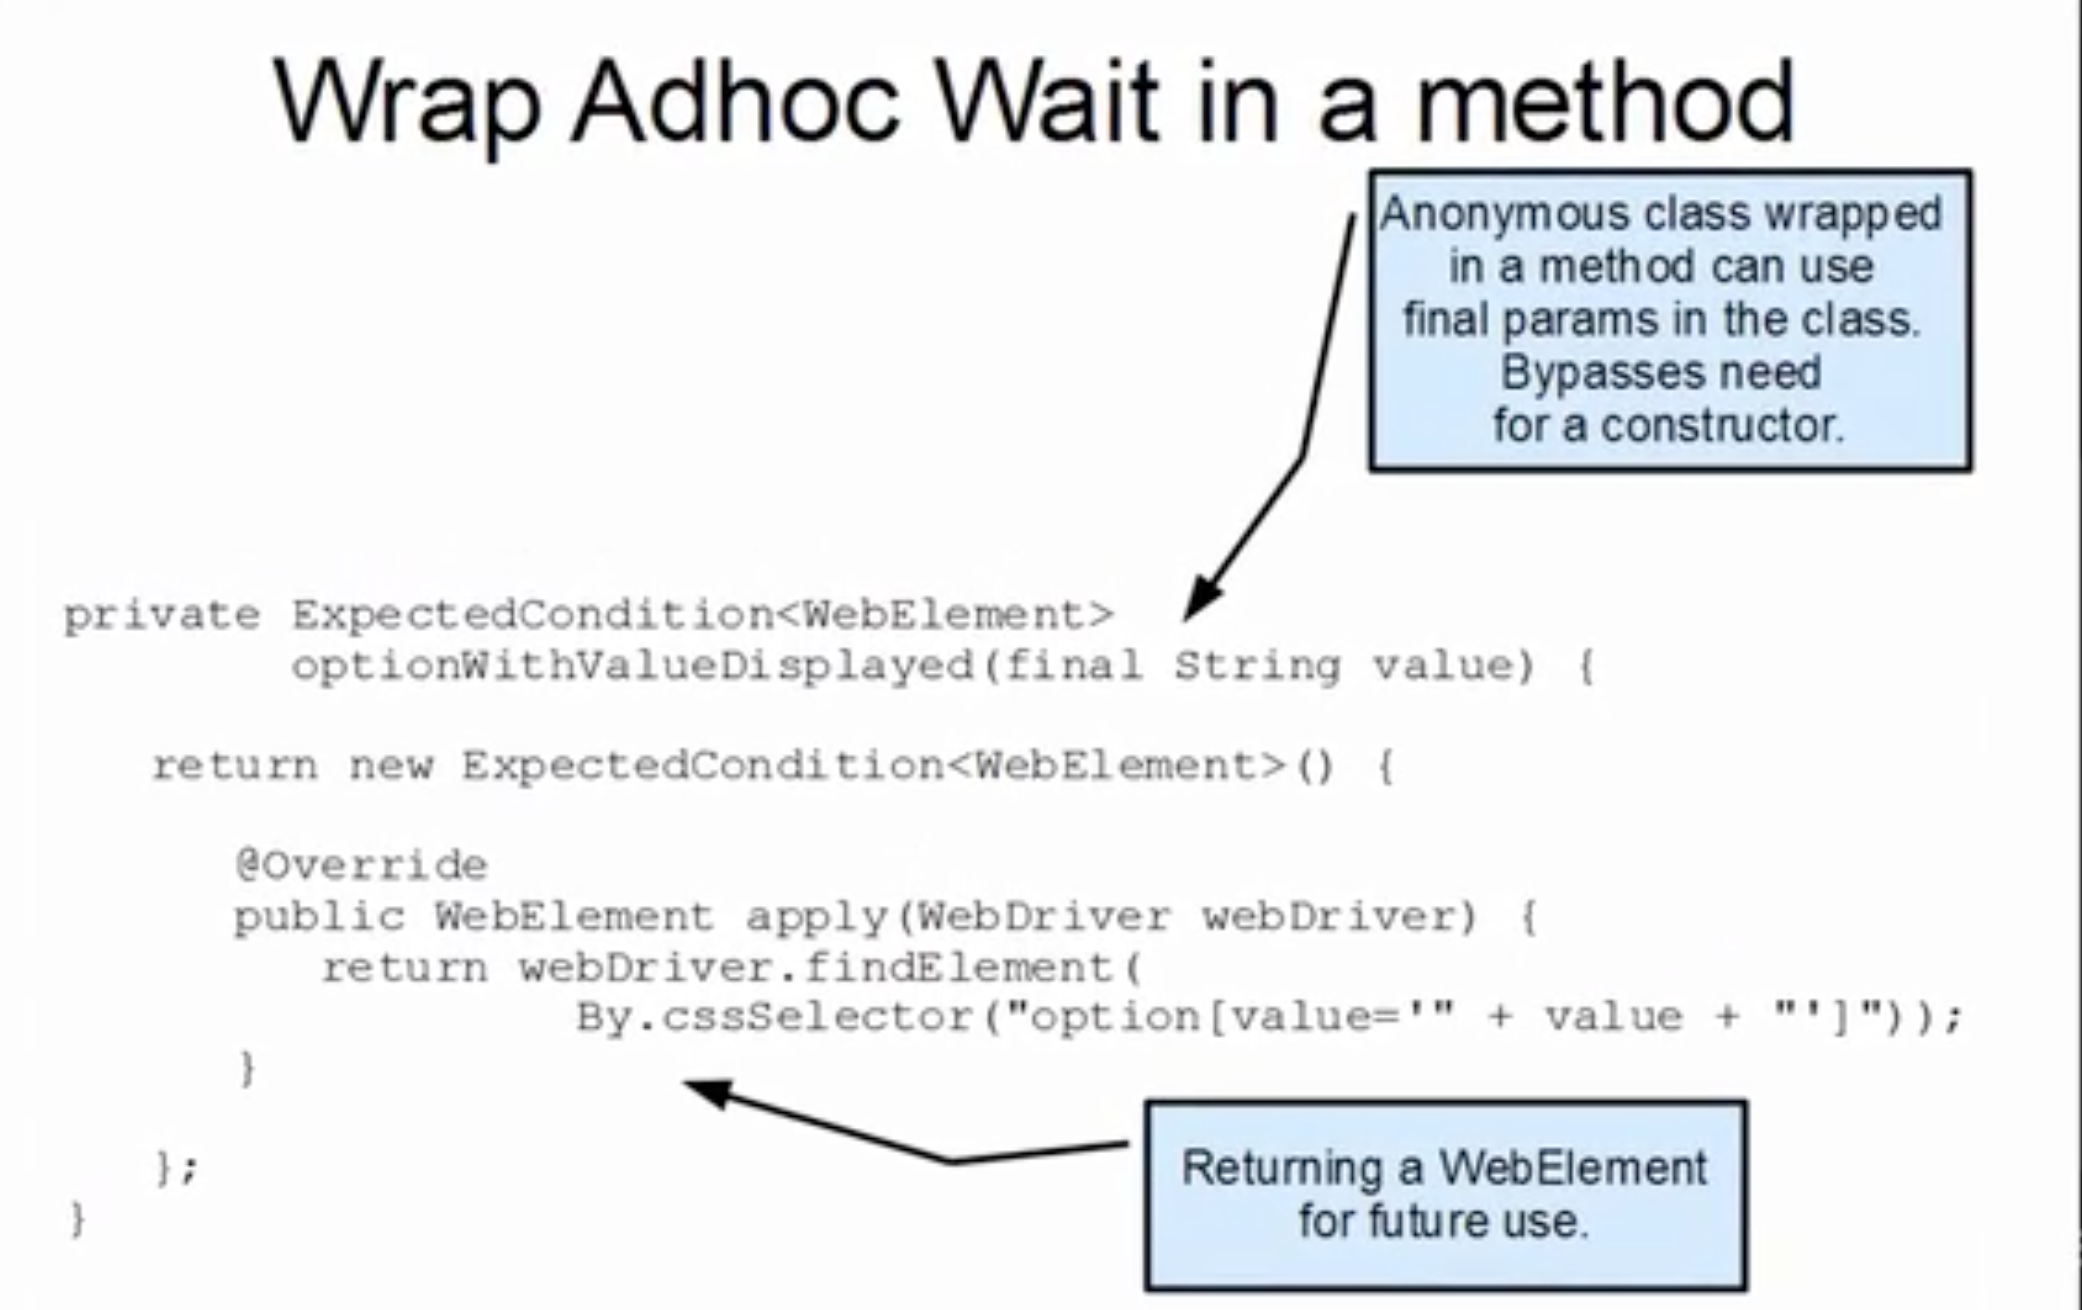 Wrap Adhoc Wait in a method
Anonymous class wrapped
in a method can use
final params in the class.
Bypasses need
for a constructor.
private ExpectedCondition<WebElement>
optionWithValueDisplayed(final String value) {
return new ExpectedCondition<WebElement>() {
@Override
public WebElement apply(WebDriver webDriver) {
return webDriver.findElement(
By.cssSelector("option[value='" + value + "']"));
}
};
}
Returning a WebElement
for future use.